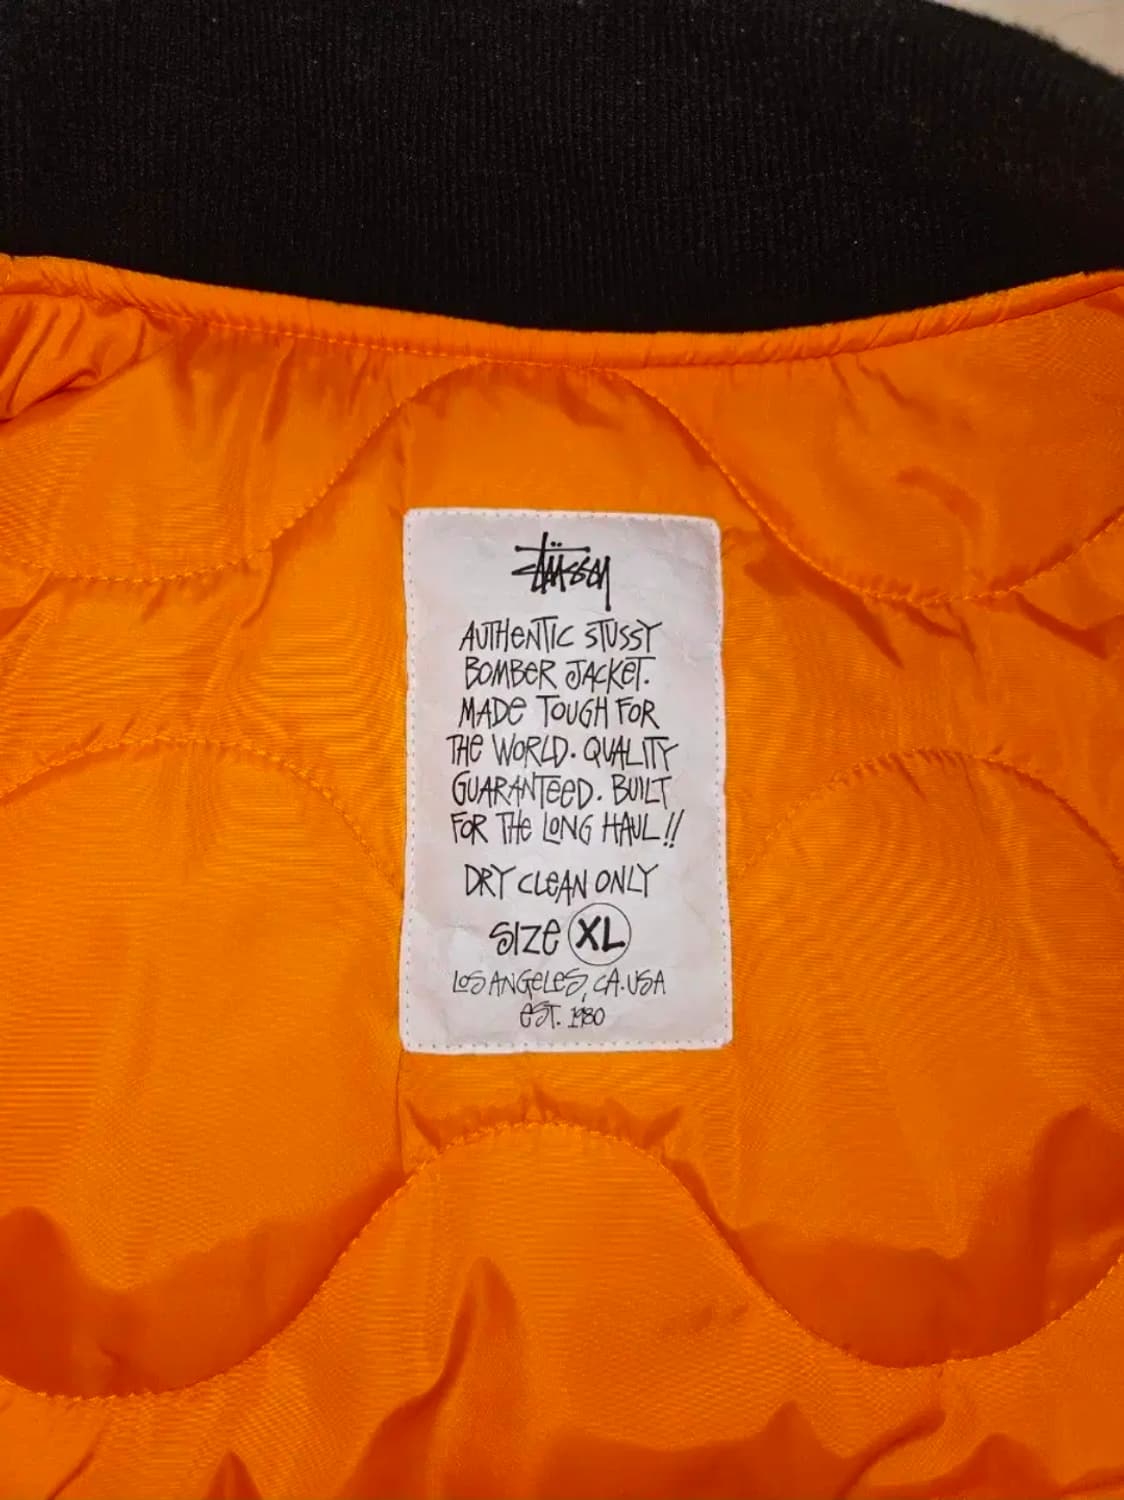 Stüssy
AUTHENTIC STUSSY
BOMBER JACKET.
MADE TOUGH FOR
THE WORLD. QUALITY
GUARANTEED. BUILT
FOR THE LONG HAUL!!
DRY CLEAN ONLY
SIZE XL
LOS ANGELES, CA. USA
EST. 1980